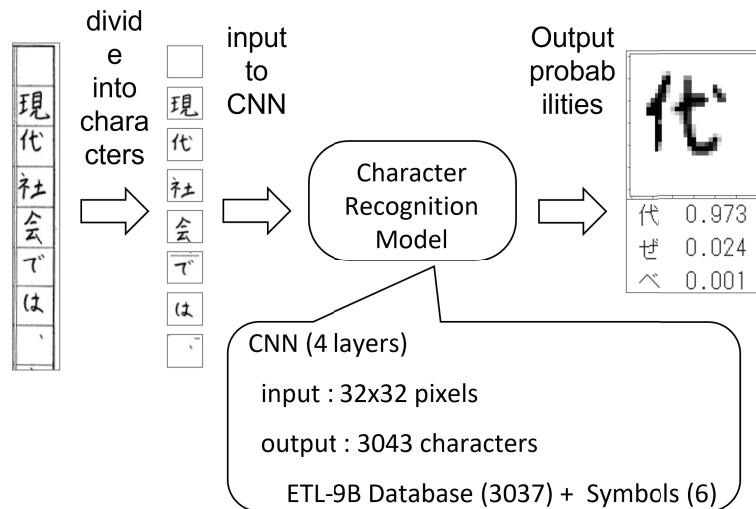 現
代
社
会
で
は
、
divid
e
into
chara
cters
現
代
社
会
で
は
、
input
to
CNN
Character
Recognition
Model
Output
probab
ilities
代
代 0.973
ぜ 0.024
べ 0.001
CNN (4 layers)
input : 32x32 pixels
output : 3043 characters
ETL-9B Database (3037) + Symbols (6)